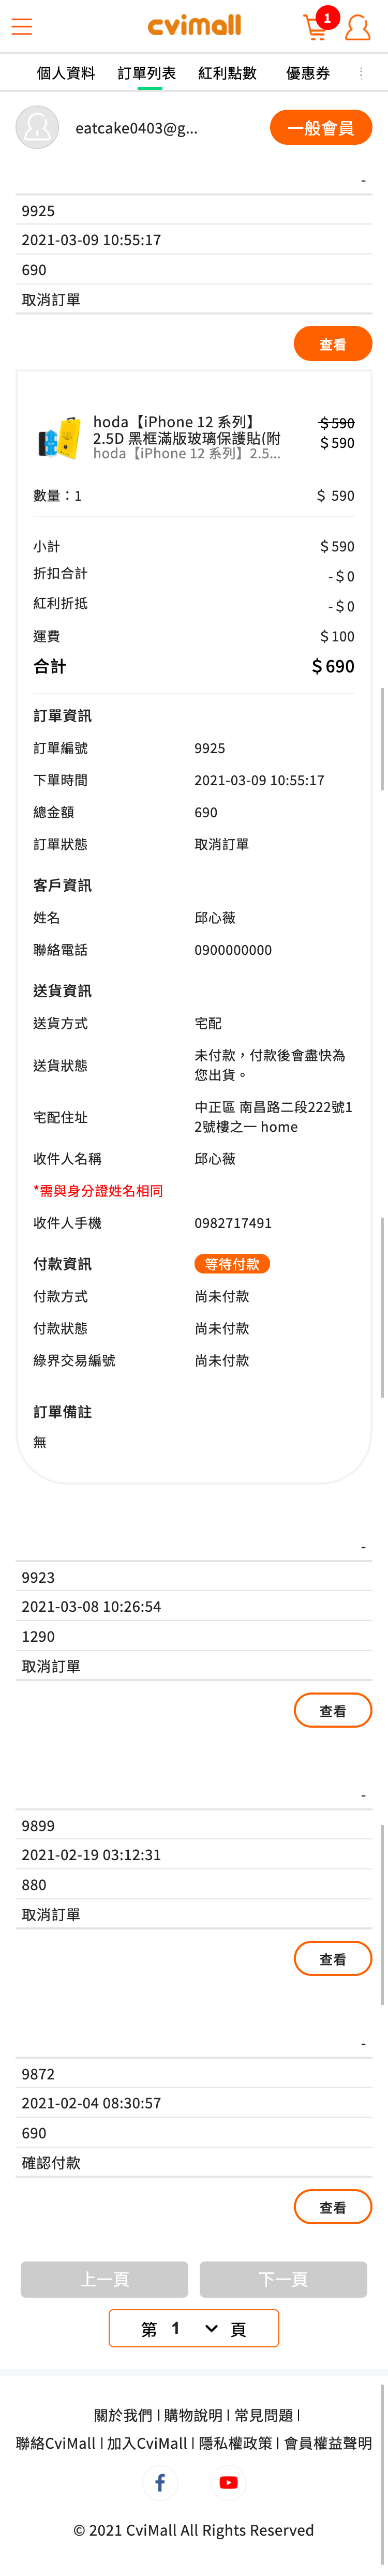 cvimall
1
個人資料 訂單列表 紅利點數 優惠券
eatcake0403@g... 一般會員
-
9925
2021-03-09 10:55:17
690
取消訂單
查看
hoda【iPhone 12 系列】 $590
2.5D 黑框滿版玻璃保護貼(附 $590
hoda【iPhone 12 系列】2.5...
數量：1 $ 590
小計 $590
折扣合計 -$0
紅利折抵 -$0
運費 $100
合計 $690
訂單資訊
訂單編號 9925
下單時間 2021-03-09 10:55:17
總金額 690
訂單狀態 取消訂單
客戶資訊
姓名 邱心薇
聯絡電話 0900000000
送貨資訊
送貨方式 宅配
送貨狀態 未付款，付款後會盡快為
您出貨。
宅配住址 中正區 南昌路二段222號1
2號樓之一 home
收件人名稱 邱心薇
*需與身分證姓名相同
收件人手機 0982717491
付款資訊 等待付款
付款方式 尚未付款
付款狀態 尚未付款
綠界交易編號 尚未付款
訂單備註
無
-
9923
2021-03-08 10:26:54
1290
取消訂單
查看
-
9899
2021-02-19 03:12:31
880
取消訂單
查看
-
9872
2021-02-04 08:30:57
690
確認付款
查看
上一頁 下一頁
第 1 頁
關於我們 | 購物說明 | 常見問題 |
聯絡CviMall | 加入CviMall | 隱私權政策 | 會員權益聲明
© 2021 CviMall All Rights Reserved